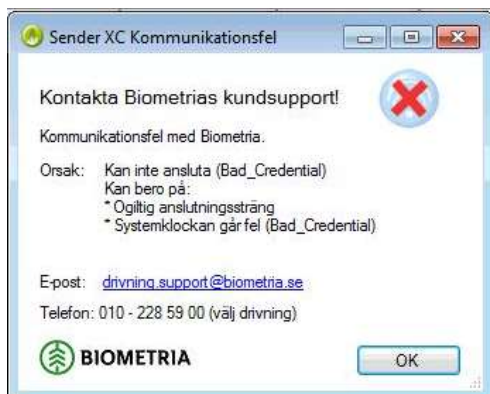 Sender XC Kommunikationsfel
Kontakta Biometrias kundsupport!
Kommunikationsfel med Biometria.
Orsak: Kan inte ansluta (Bad_Credential)
Kan bero på:
* Ogiltig anslutningssträng
* Systemklockan går fel (Bad_Credential)
E-post: drivning.support@biometria.se
Telefon: 010 - 228 59 00 (välj drivning)
BIOMETRIA
OK